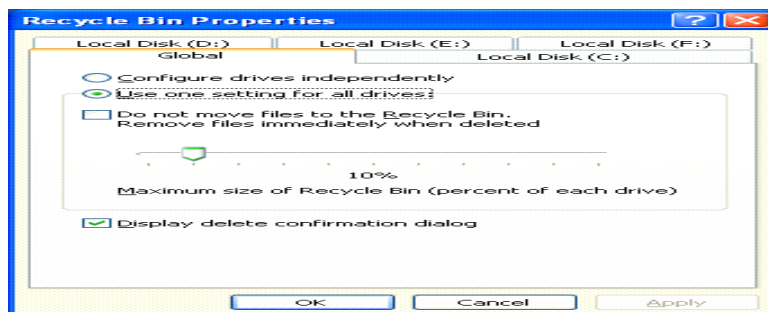 Recycle Bin Properties
Local Disk (D:) Local Disk (E:) Local Disk (F:)
Global Local Disk (C:)
Configure drives independently
Use one setting for all drives:
Do not move files to the Recycle Bin.
Remove files immediately when deleted
10%
Maximum size of Recycle Bin (percent of each drive)
Display delete confirmation dialog
OK Cancel Apply